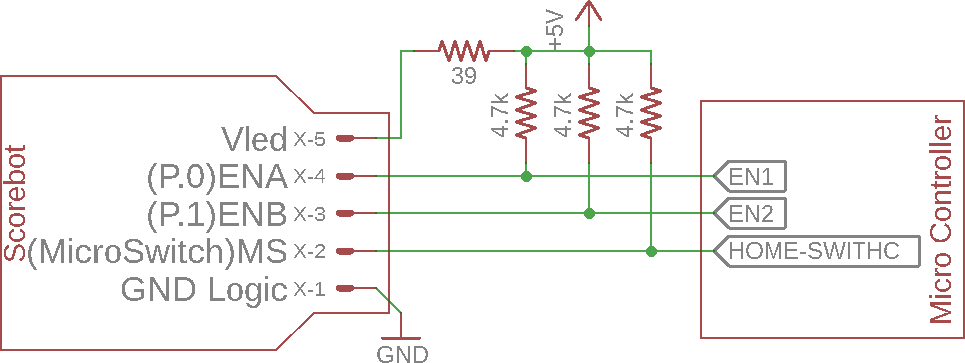 +5V
39
4.7k
4.7k
4.7k
Scorebot
Vled X-5
(P.0)ENA X-4
(P.1)ENB X-3
(MicroSwitch)MS X-2
GND Logic X-1
GND
EN1
EN2
HOME-SWITHC
Micro Controller